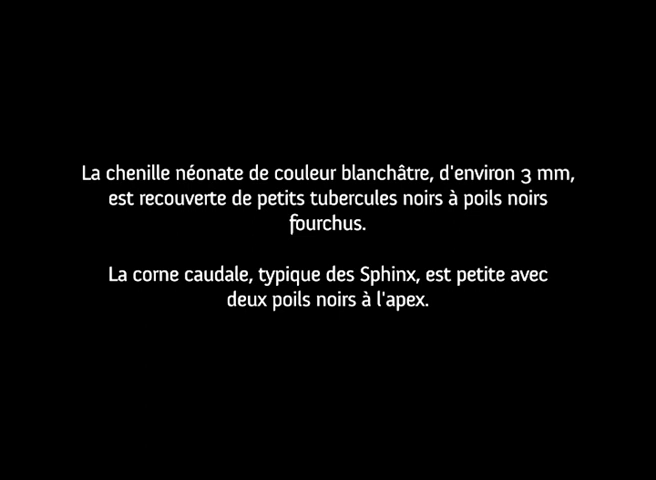 La chenille néonate de couleur blanchâtre, d'environ 3 mm,
est recouverte de petits tubercules noirs à poils noirs
fourchus.
La corne caudale, typique des Sphinx, est petite avec
deux poils noirs à l'apex.